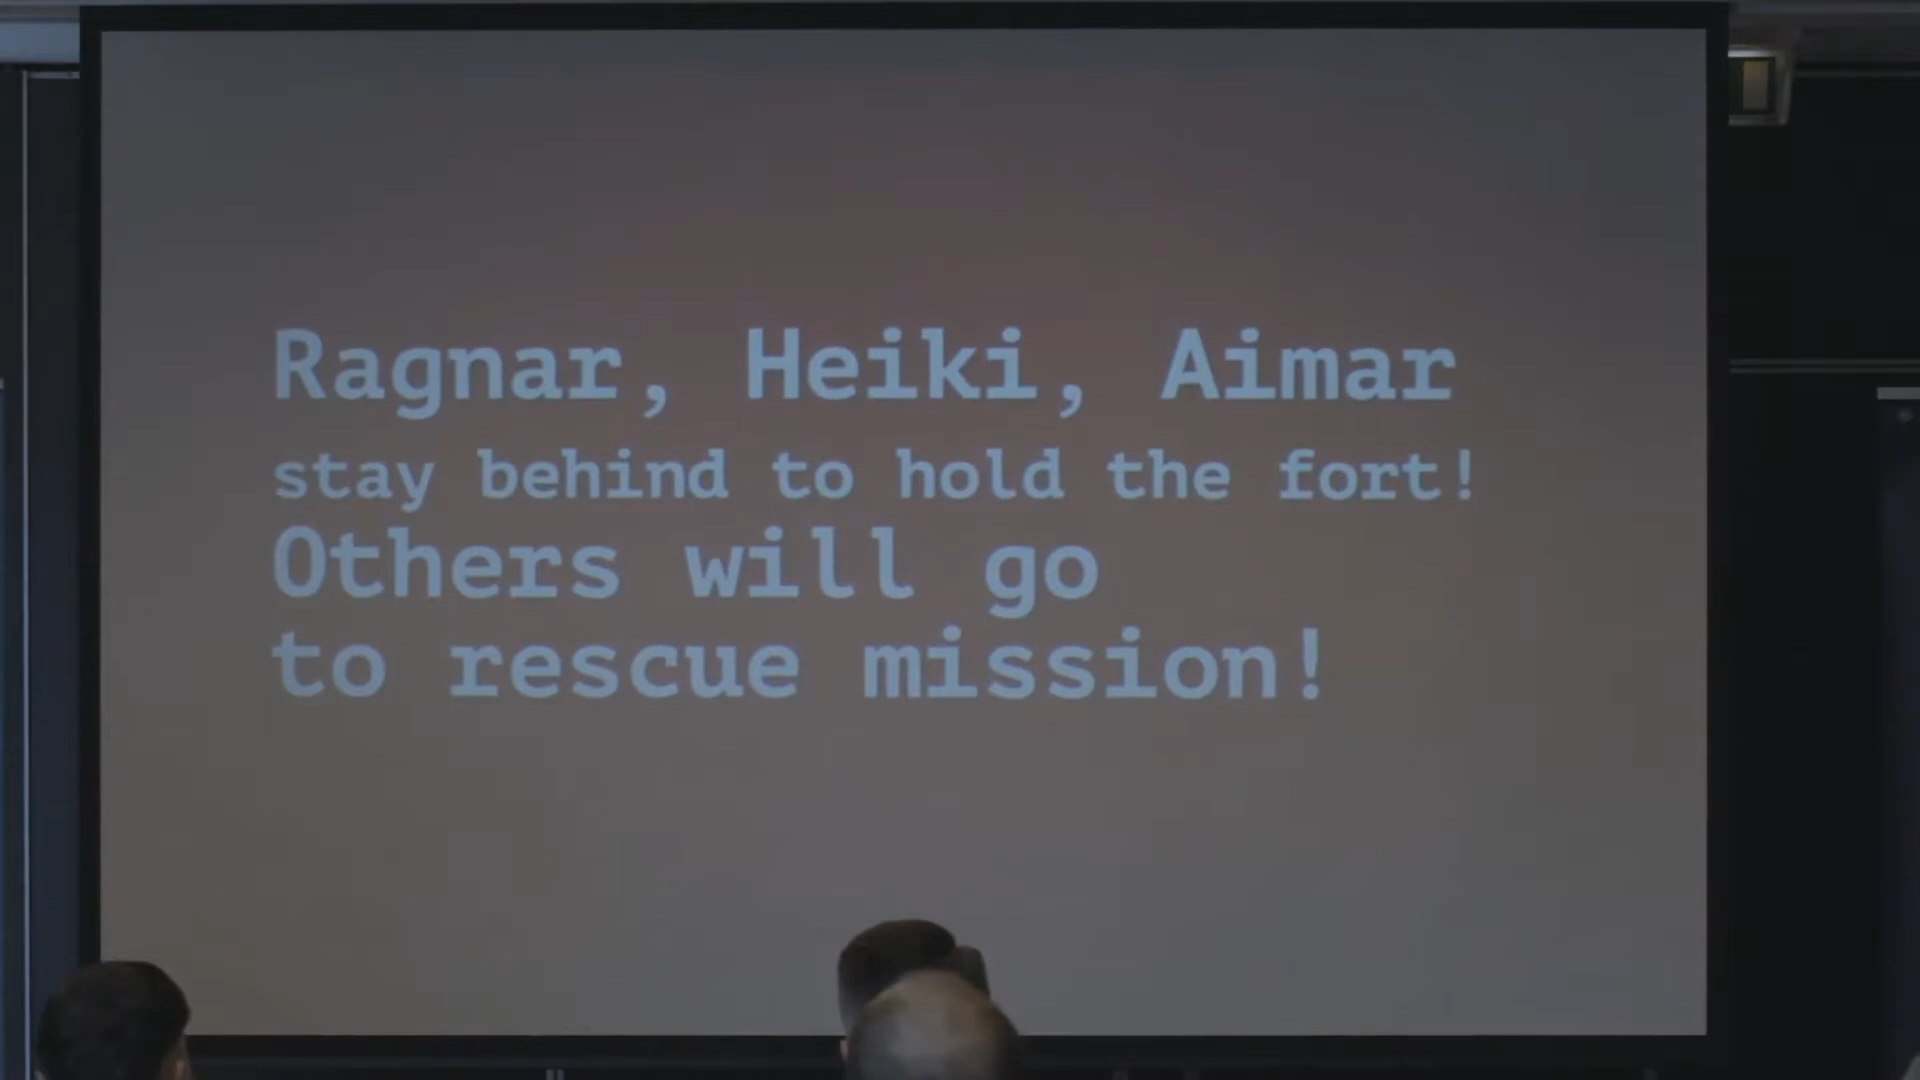 Ragnar, Heiki, Aimar
stay behind to hold the fort!
Others will go
to rescue mission!